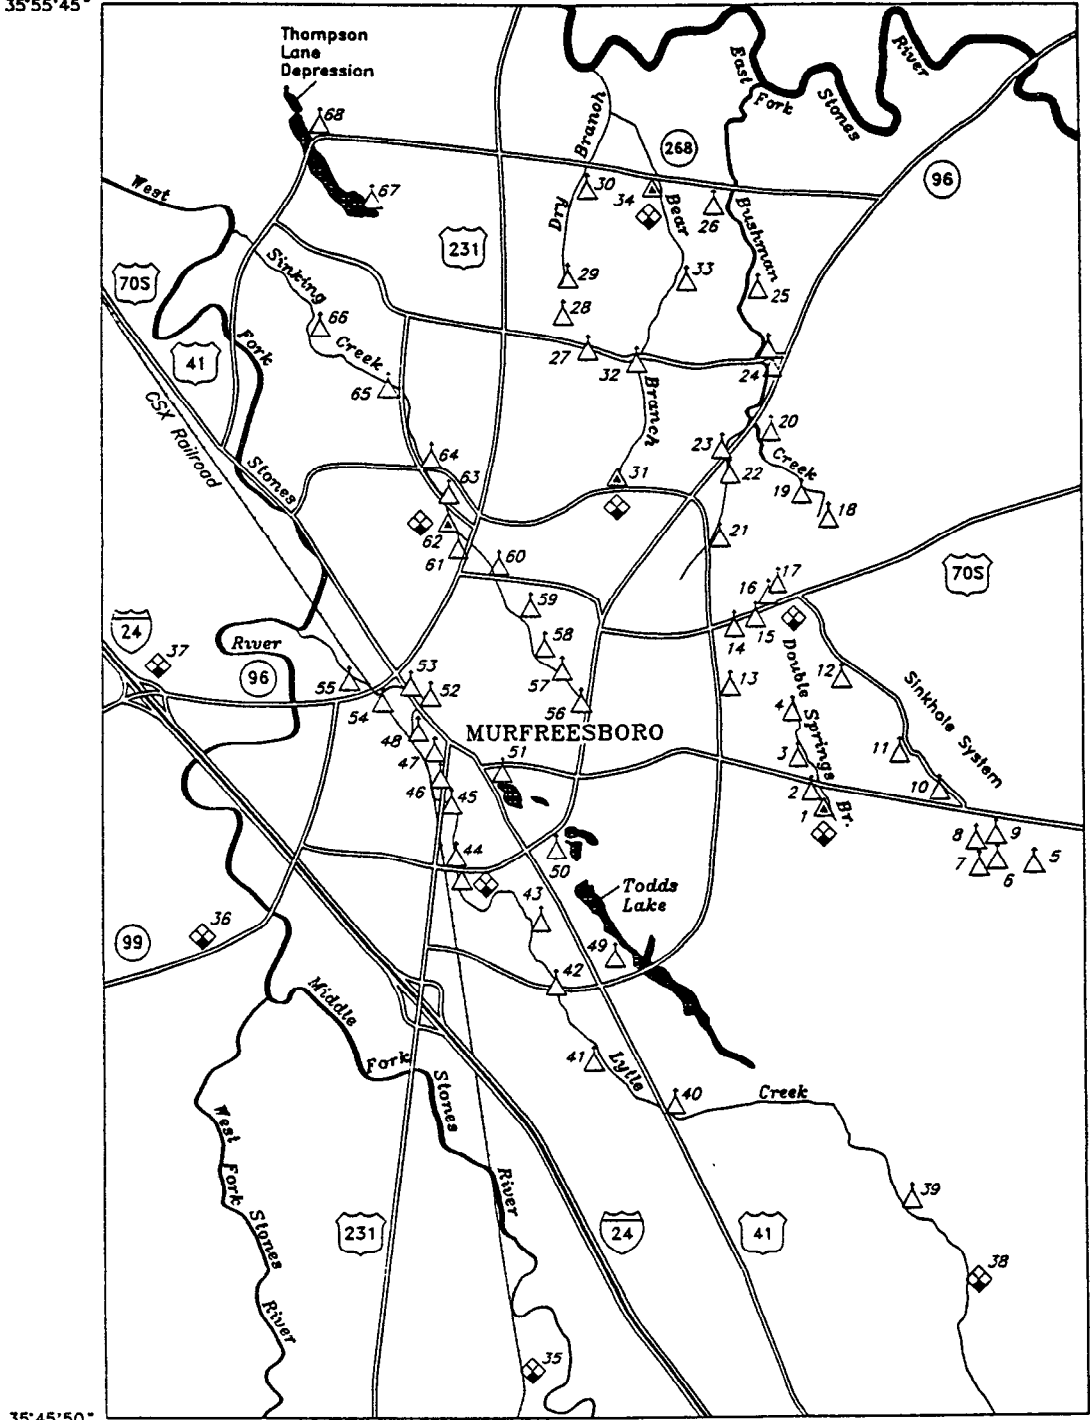 35°55'45"
Thompson
Lane
Depression
68
67
West
70S
41
Fork
Sinking
Creek
66
65
CSX Railroad
Stones
231
Branch
Dry
268
30
34
Bear
26
29
28
27
32
33
Branch
East
Fork
Stones
River
96
Bushman
25
24
20
Creek
19
18
23
22
21
31
64
63
62
61
60
59
58
57
56
70S
17
16
15
14
13
12
Double
Springs
Br.
Sinkhole System
4
3
2
1
11
10
9
8
7
6
5
24
37
River
96
55
54
53
52
MURFREESBORO
51
48
47
46
45
44
50
43
Todds
Lake
49
42
41
40
Lytle
Creek
99
36
Middle
Fork
Stones
River
West
Fork
Stones
River
231
24
41
39
38
35
35°45'50"